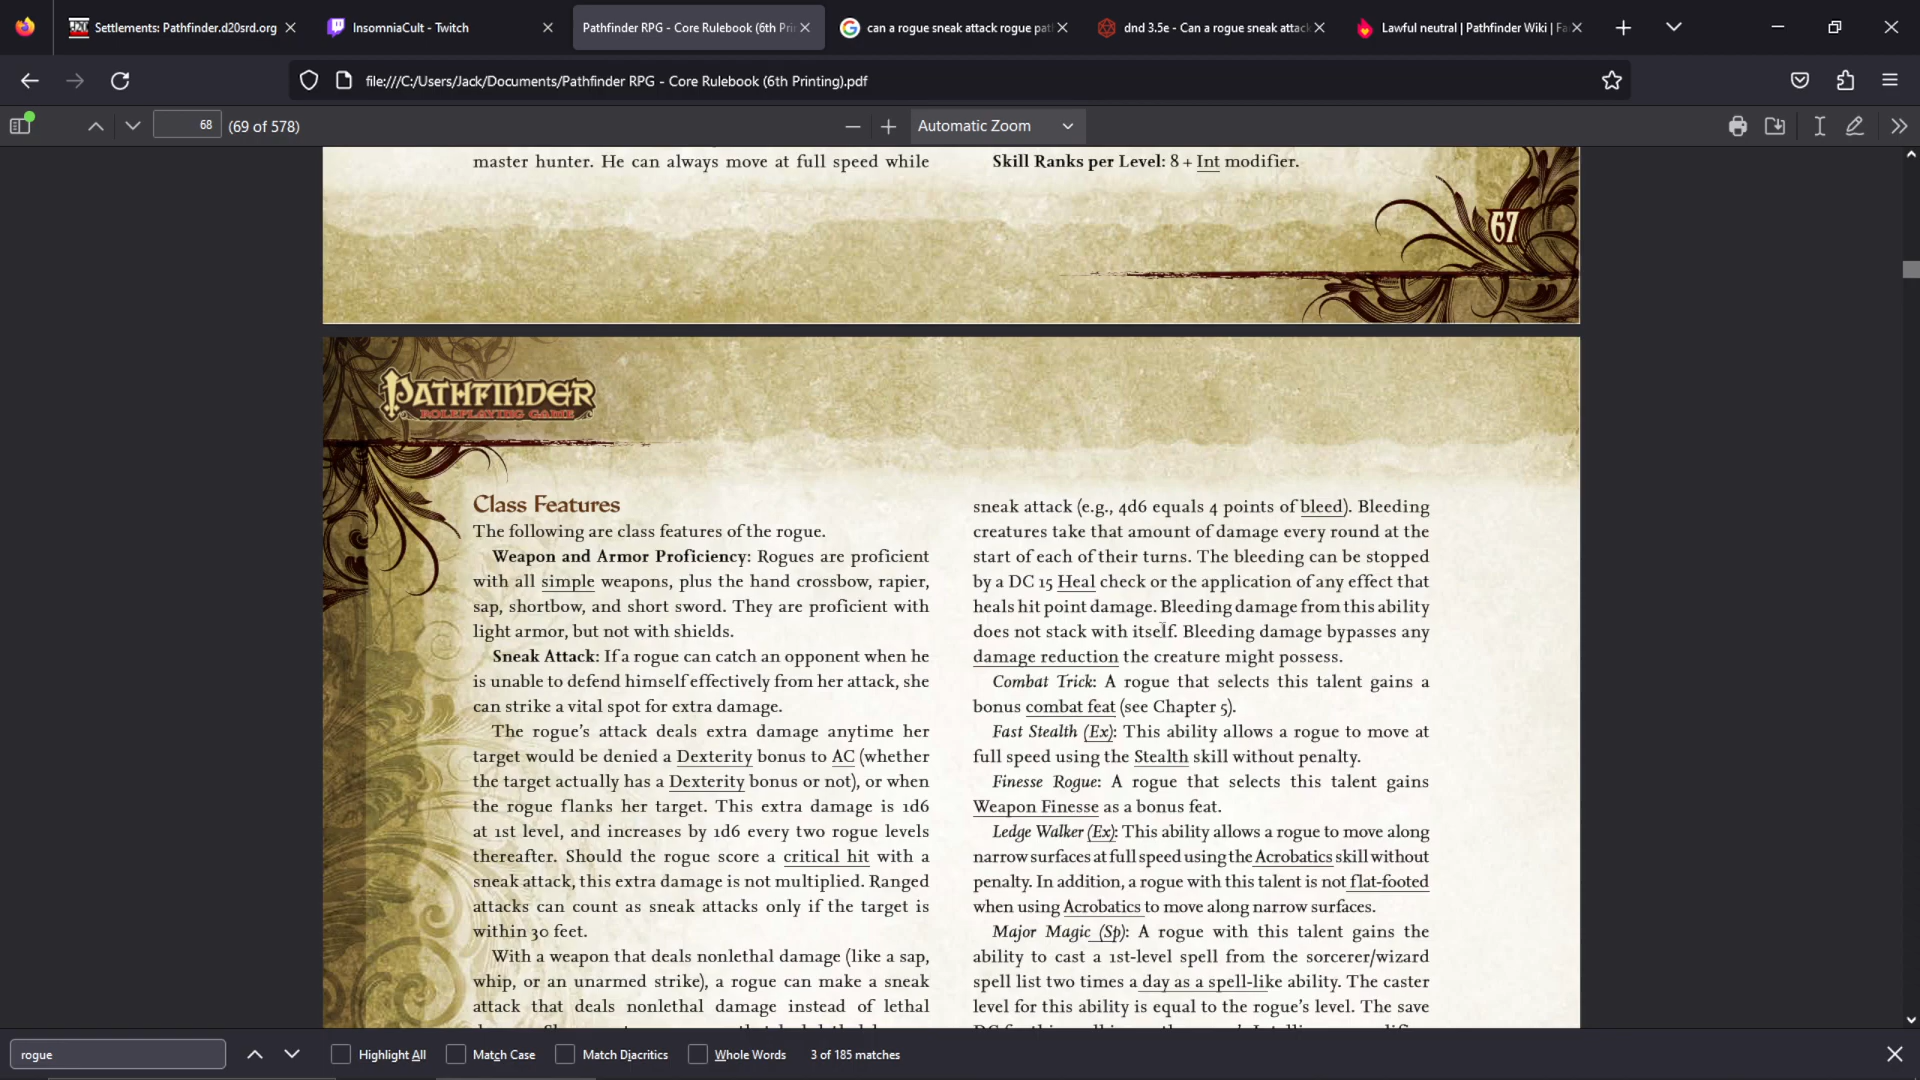 Settlements: Pathfinder.d20srd.org
InsomniaCult - Twitch
Pathfinder RPG - Core Rulebook (6th Pri
can a rogue sneak attack rogue pat
dnd 3.5e - Can a rogue sneak attack
Lawful neutral | Pathfinder Wiki | Fa
file:///C:/Users/Jack/Documents/Pathfinder RPG - Core Rulebook (6th Printing).pdf
68 (69 of 578)
Automatic Zoom
master hunter. He can always move at full speed while
Skill Ranks per Level: 8 + Int modifier.
67
PATHFINDER
ROLEPLAYING GAME
Class Features
The following are class features of the rogue.
Weapon and Armor Proficiency: Rogues are proficient
with all simple weapons, plus the hand crossbow, rapier,
sap, shortbow, and short sword. They are proficient with
light armor, but not with shields.
Sneak Attack: If a rogue can catch an opponent when he
is unable to defend himself effectively from her attack, she
can strike a vital spot for extra damage.
The rogue's attack deals extra damage anytime her
target would be denied a Dexterity bonus to AC (whether
the target actually has a Dexterity bonus or not), or when
the rogue flanks her target. This extra damage is 1d6
at 1st level, and increases by 1d6 every two rogue levels
thereafter. Should the rogue score a critical hit with a
sneak attack, this extra damage is not multiplied. Ranged
attacks can count as sneak attacks only if the target is
within 30 feet.
With a weapon that deals nonlethal damage (like a sap,
whip, or an unarmed strike), a rogue can make a sneak
attack that deals nonlethal damage instead of lethal
sneak attack (e.g., 4d6 equals 4 points of bleed). Bleeding
creatures take that amount of damage every round at the
start of each of their turns. The bleeding can be stopped
by a DC 15 Heal check or the application of any effect that
heals hit point damage. Bleeding damage from this ability
does not stack with itself. Bleeding damage bypasses any
damage reduction the creature might possess.
Combat Trick: A rogue that selects this talent gains a
bonus combat feat (see Chapter 5).
Fast Stealth (Ex): This ability allows a rogue to move at
full speed using the Stealth skill without penalty.
Finesse Rogue: A rogue that selects this talent gains
Weapon Finesse as a bonus feat.
Ledge Walker (Ex): This ability allows a rogue to move along
narrow surfaces at full speed using the Acrobatics skill without
penalty. In addition, a rogue with this talent is not flat-footed
when using Acrobatics to move along narrow surfaces.
Major Magic (Sp): A rogue with this talent gains the
ability to cast a 1st-level spell from the sorcerer/wizard
spell list two times a day as a spell-like ability. The caster
level for this ability is equal to the rogue's level. The save
rogue
Highlight All
Match Case
Match Diacritics
Whole Words
3 of 185 matches